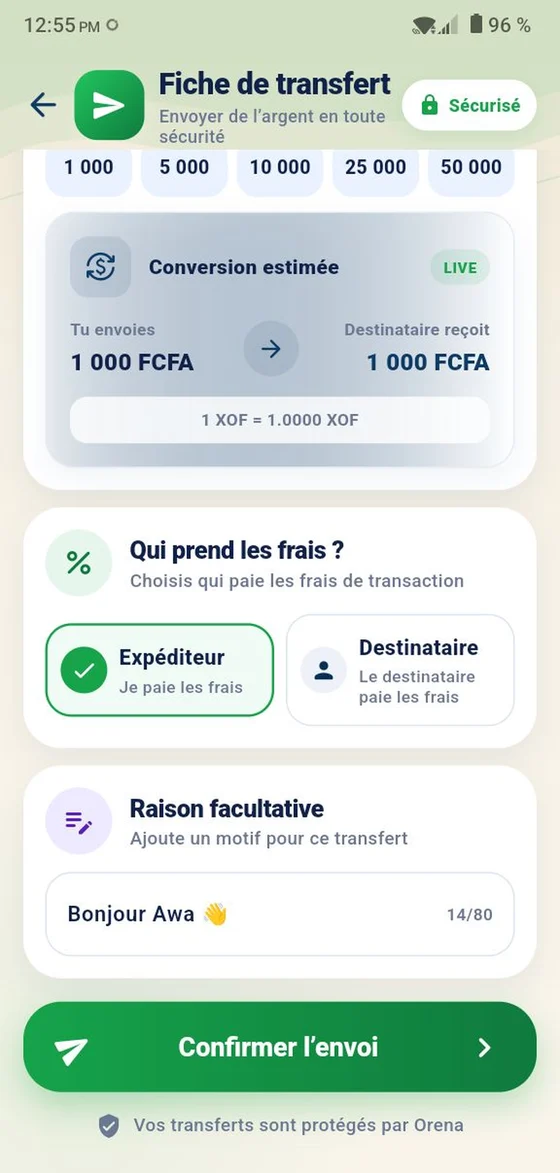 12:55 PM
96 %
Fiche de transfert
Envoyer de l’argent en toute
sécurité
Sécurisé
1 000
5 000
10 000
25 000
50 000
Conversion estimée
LIVE
Tu envoies
Destinataire reçoit
1 000 FCFA
1 000 FCFA
1 XOF = 1.0000 XOF
Qui prend les frais ?
Choisis qui paie les frais de transaction
Expéditeur
Je paie les frais
Destinataire
Le destinataire
paie les frais
Raison facultative
Ajoute un motif pour ce transfert
Bonjour Awa 👋
14/80
Confirmer l’envoi
Vos transferts sont protégés par Orena